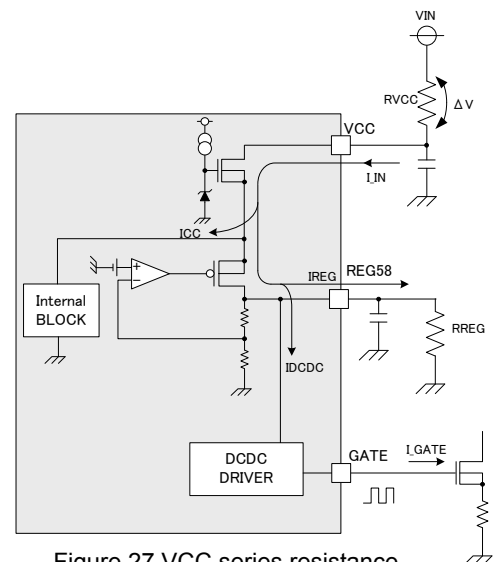 VIN
RVCC
ΔV
VCC
I_IN
ICC
IREG
REG58
+
-
Internal
BLOCK
RREG
IDCDC
DCDC
DRIVER
GATE
I_GATE
Figure 27 VCC series resistance